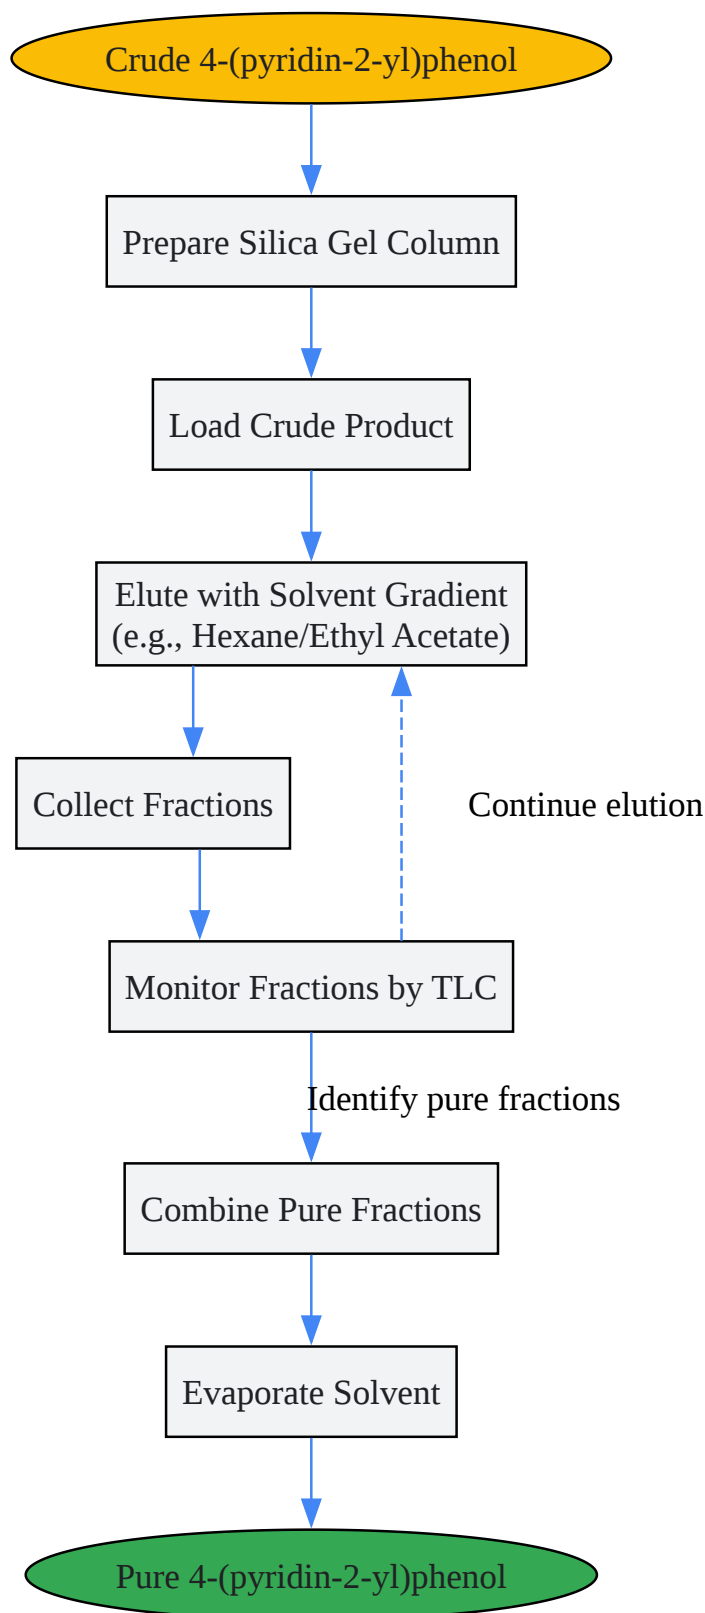 Crude 4-(pyridin-2-yl)phenol
Prepare Silica Gel Column
Load Crude Product
Elute with Solvent Gradient
(e.g., Hexane/Ethyl Acetate)
Collect Fractions
Continue elution
Monitor Fractions by TLC
Identify pure fractions
Combine Pure Fractions
Evaporate Solvent
Pure 4-(pyridin-2-yl)phenol